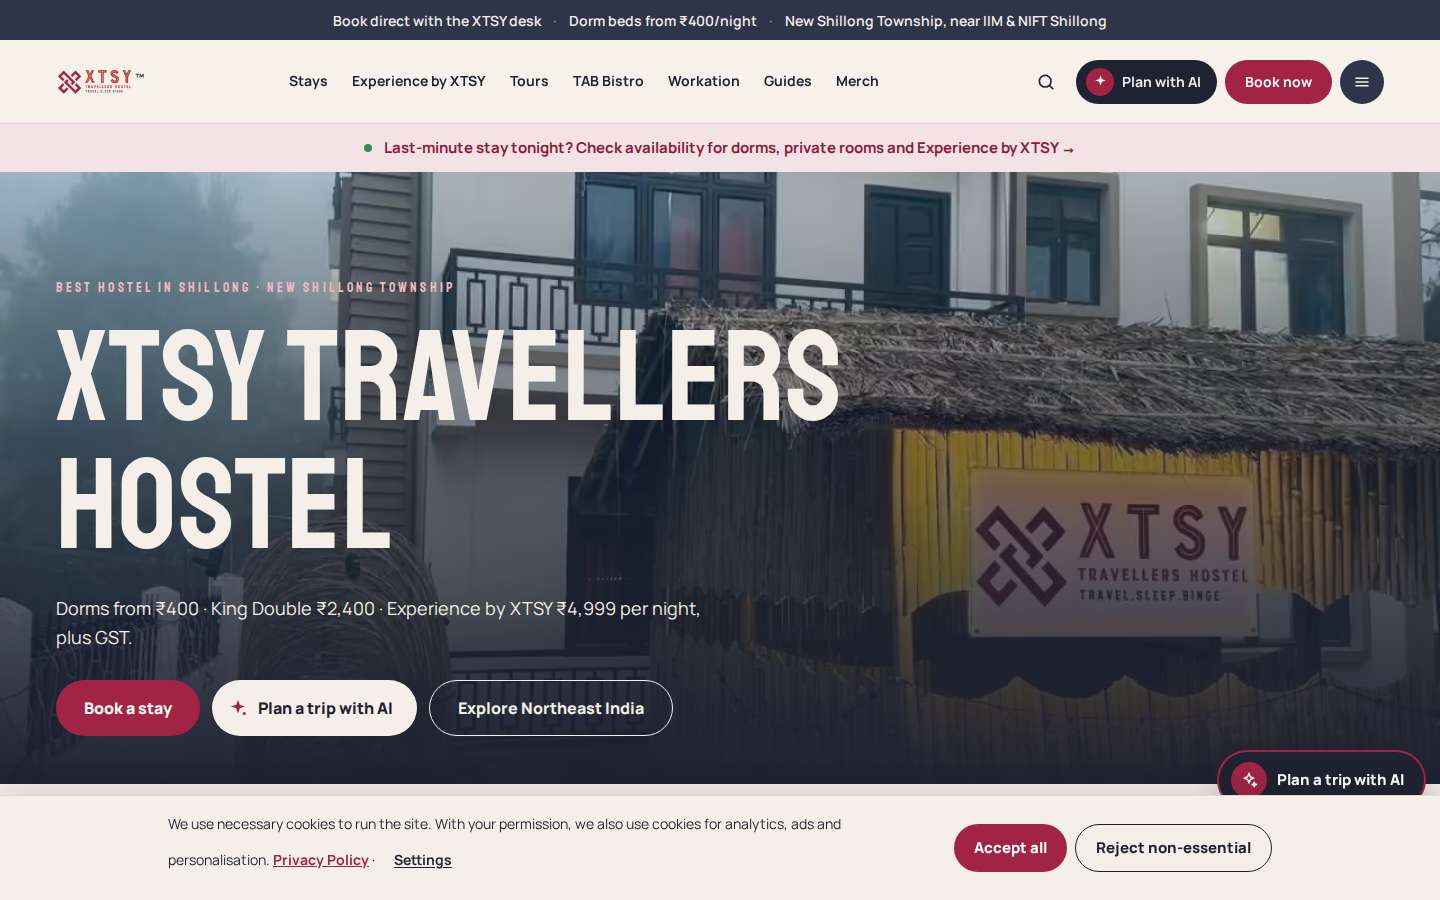 Book direct with the XTSY desk · Dorm beds from ₹400/night · New Shillong Township, near IIM & NIFT Shillong
XTSY™
TRAVELLERS HOSTEL
TRAVEL.SLEEP.BINGE
Stays Experience by XTSY Tours TAB Bistro Workation Guides Merch
Plan with AI
Book now
Last-minute stay tonight? Check availability for dorms, private rooms and Experience by XTSY →
BEST HOSTEL IN SHILLONG · NEW SHILLONG TOWNSHIP
XTSY TRAVELLERS
HOSTEL
XTSY
TRAVELLERS HOSTEL
TRAVEL.SLEEP.BINGE
Dorms from ₹400 · King Double ₹2,400 · Experience by XTSY ₹4,999 per night,
plus GST.
Book a stay
Plan a trip with AI
Explore Northeast India
Plan a trip with AI
We use necessary cookies to run the site. With your permission, we also use cookies for analytics, ads and
personalisation. Privacy Policy · Settings
Accept all
Reject non-essential